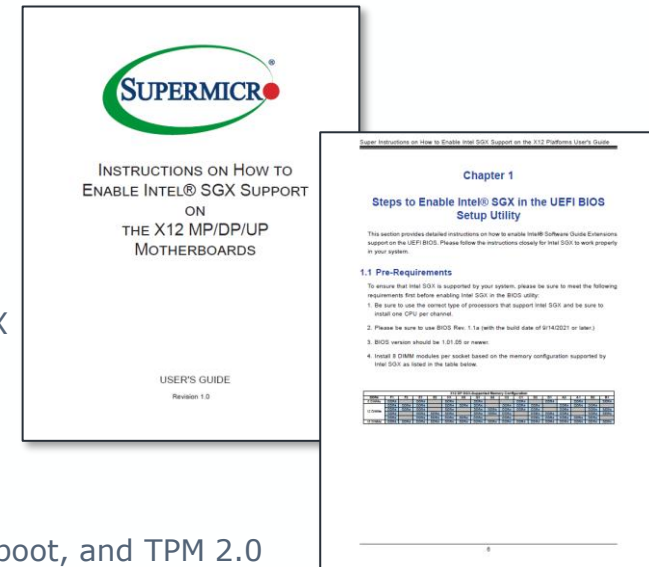 SUPERMICR
INSTRUCTIONS ON HOW TO
ENABLE INTEL® SGX SUPPORT
ON
THE X12 MP/DP/UP
MOTHERBOARDS
USER'S GUIDE
Revision 1.0
X
boot, and TPM 2.0
Super Instructions on How to Enable Intel SGX Support on the X12 Platforms User's Guide
Chapter 1
Steps to Enable Intel® SGX in the UEFI BIOS
Setup Utility
This section provides detailed instructions on how to enable Intel® Software Guide Extensions
support on the UEFI BIOS. Please follow the instructions closely for Intel SGX to work properly
in your system.
1.1 Pre-Requirements
To ensure that Intel SGX is supported by your system, please be sure to meet the following
requirements first before enabling Intel SGX in the BIOS utility:
1. Be sure to use the correct type of processors that support Intel SGX and be sure to
install one CPU per channel.
2. Please be sure to use BIOS Rev. 1.1a (with the build date of 9/14/2021 or later.)
3. BIOS version should be 1.01.05 or newer.
4. Install 8 DIMM modules per socket based on the memory configuration supported by
Intel SGX as listed in the table below.
6